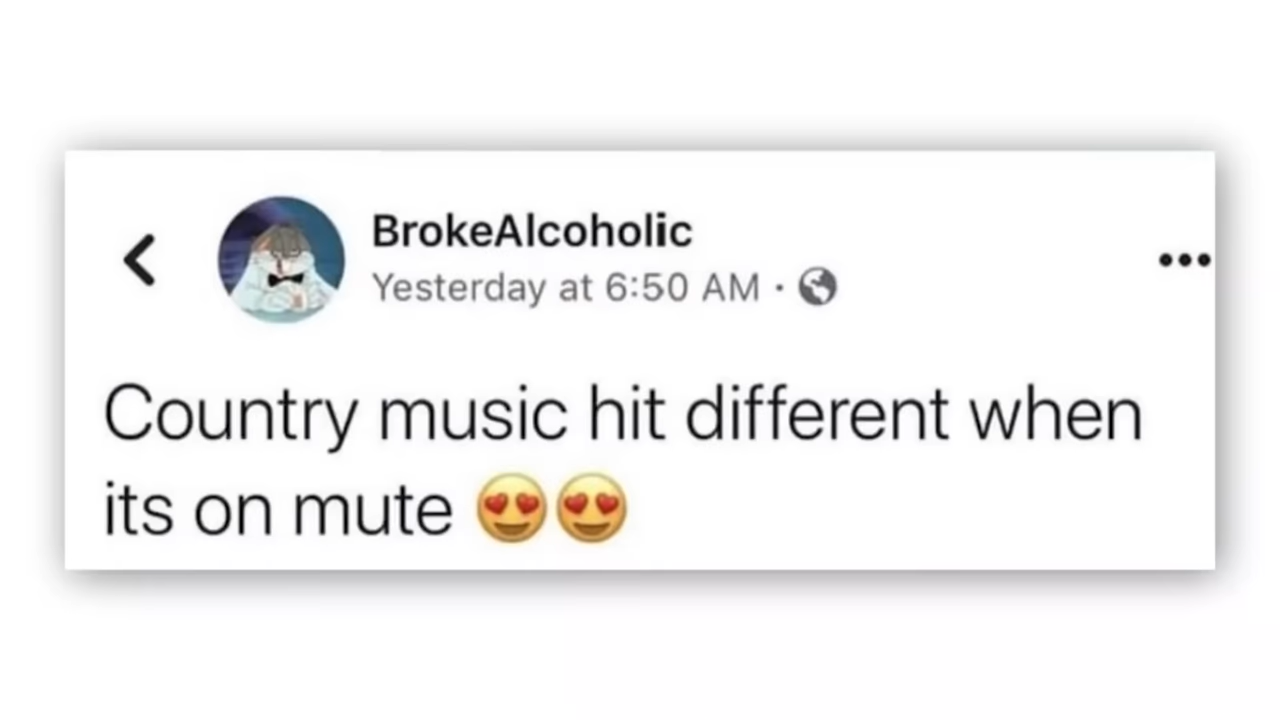 BrokeAlcoholic
Yesterday at 6:50 AM ·
Country music hit different when
its on mute 😍😍